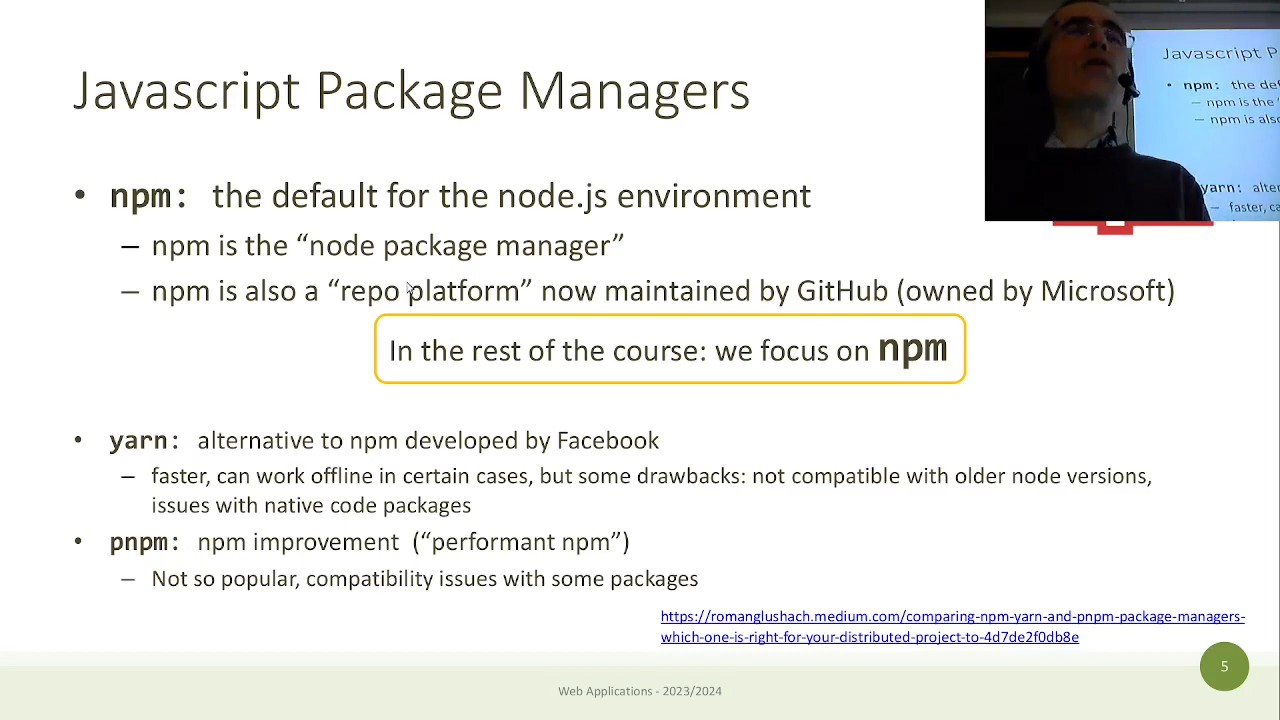 Javascript Package Managers
• npm: the default for the node.js environment
– npm is the “node package manager”
– npm is also a “repo platform” now maintained by GitHub (owned by Microsoft)
In the rest of the course: we focus on npm
• yarn: alternative to npm developed by Facebook
– faster, can work offline in certain cases, but some drawbacks: not compatible with older node versions,
issues with native code packages
• pnpm: npm improvement (“performant npm”)
– Not so popular, compatibility issues with some packages
https://romanglushach.medium.com/comparing-npm-yarn-and-pnpm-package-managers-
which-one-is-right-for-your-distributed-project-to-4d7de2f0db8e
5
Web Applications - 2023/2024
Javascript P
• npm: the def
– npm is the
– npm is also
yarn: alter
– faster, ca